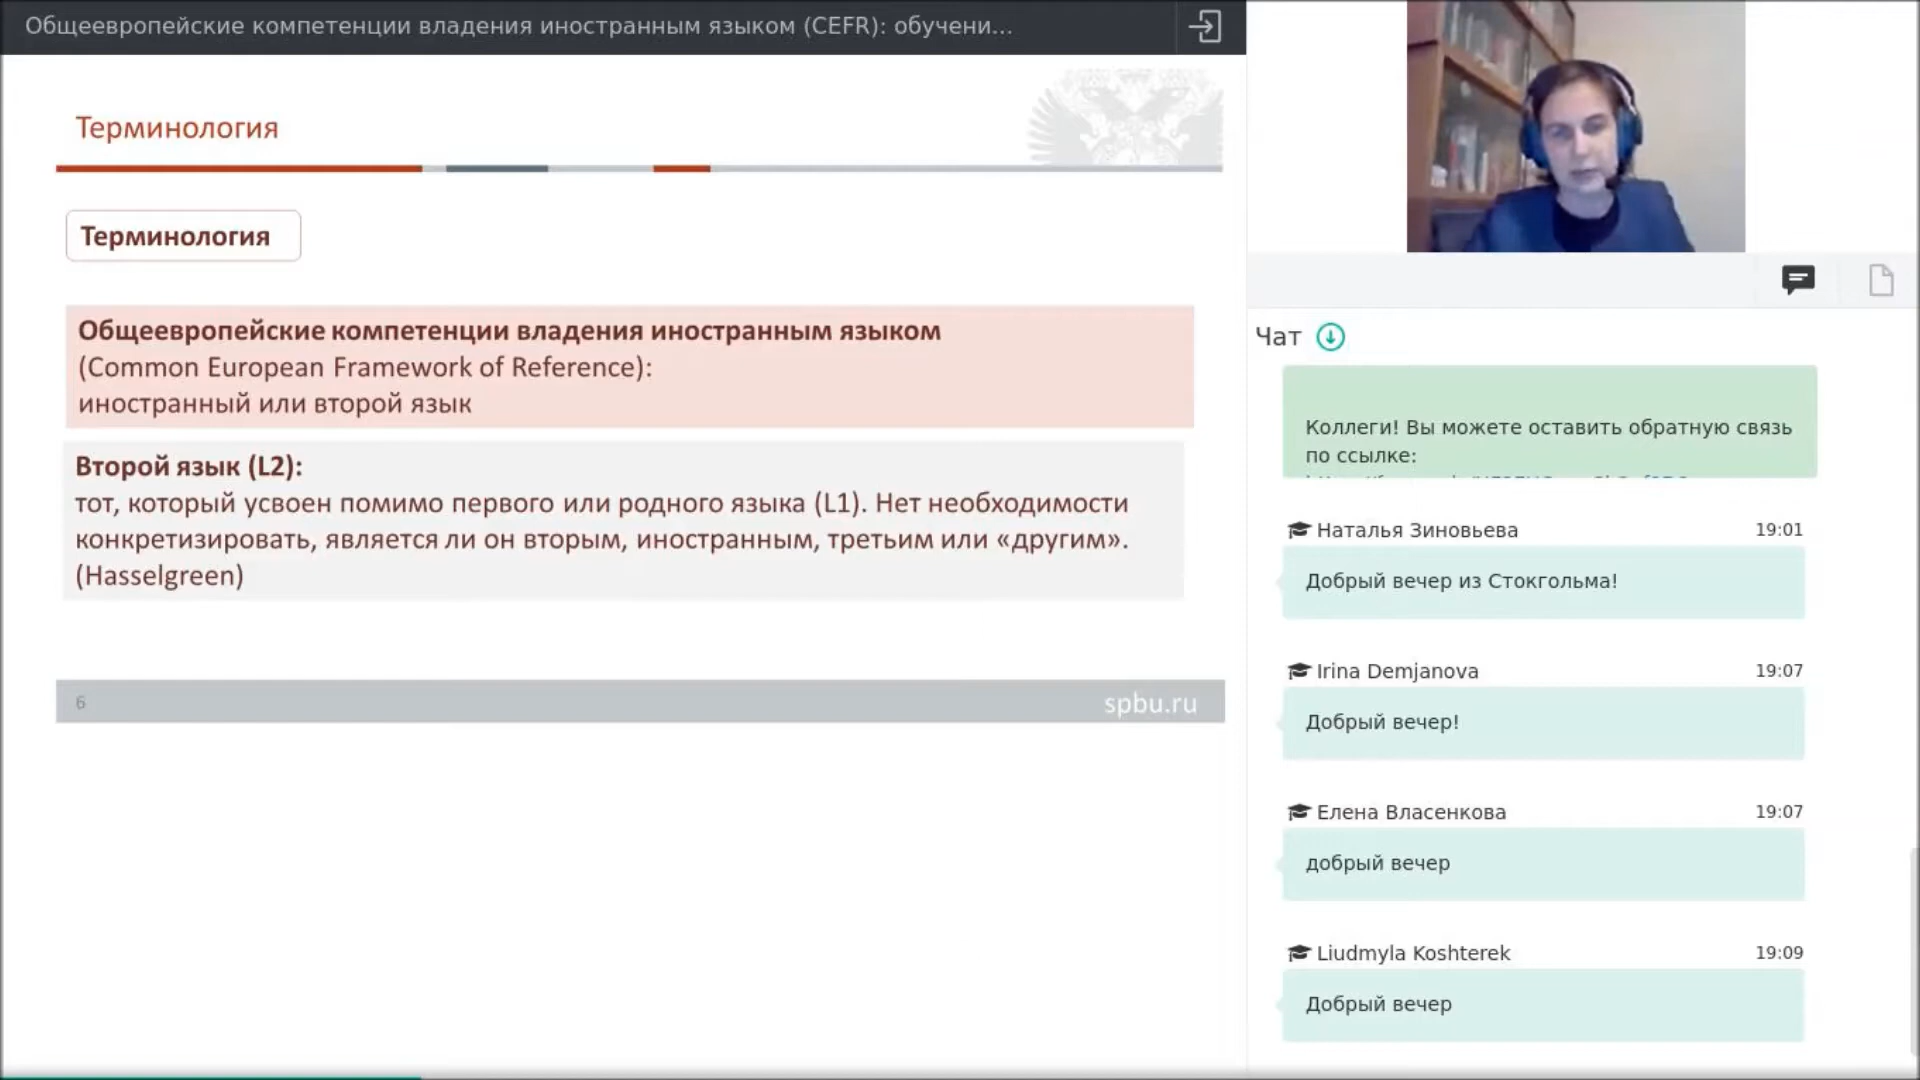 Общеевропейские компетенции владения иностранным языком (CEFR): обучени...
Терминология
Терминология
Общеевропейские компетенции владения иностранным языком
(Common European Framework of Reference):
иностранный или второй язык
Второй язык (L2):
тот, который усвоен помимо первого или родного языка (L1). Нет необходимости
конкретизировать, является ли он вторым, иностранным, третьим или «другим».
(Hasselgreen)
6
spbu.ru
Чат
Коллеги! Вы можете оставить обратную связь
по ссылке:
Наталья Зиновьева 19:01
Добрый вечер из Стокгольма!
Irina Demjanova 19:07
Добрый вечер!
Елена Власенкова 19:07
добрый вечер
Liudmyla Koshterek 19:09
Добрый вечер